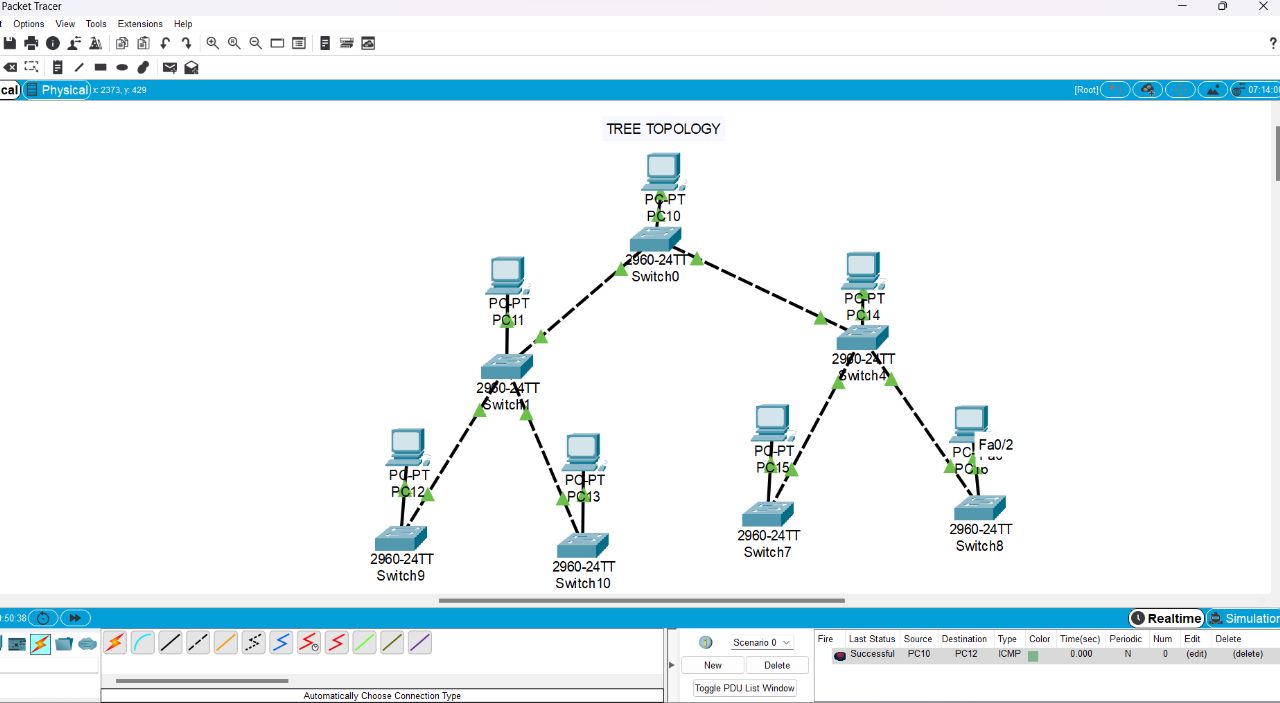 Packet Tracer
Options View Tools Extensions Help
?
cal Physical x: 2373, y: 429 [Root] 07:14:0
TREE TOPOLOGY
PC-PT
PC10
2960-24TT
Switch0
PC-PT
PC11
PC-PT
PC14
2960-24TT
Switch1
2960-24TT
Switch4
PC-PT
PC12
PC-PT
PC13
PC-PT
PC15
Fa0/2
PC-
PC16
2960-24TT
Switch9
2960-24TT
Switch10
2960-24TT
Switch7
2960-24TT
Switch8
:50:38 Realtime Simulation
Scenario 0
New Delete
Toggle PDU List Window
Fire Last Status Source Destination Type Color Time(sec) Periodic Num Edit Delete
Successful PC10 PC12 ICMP 0.000 N 0 (edit) (delete)
Automatically Choose Connection Type